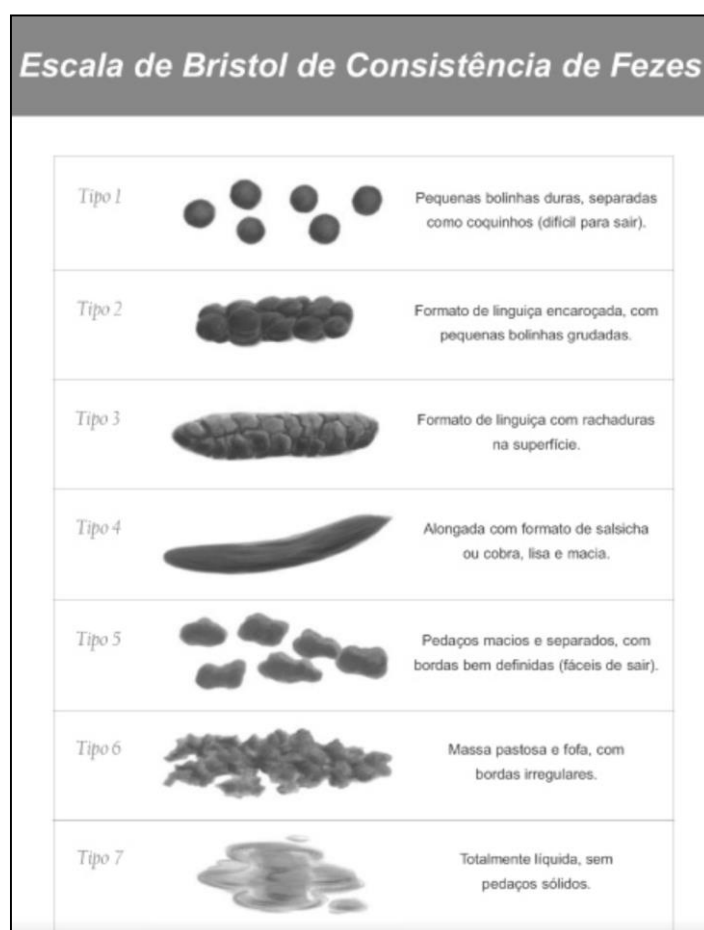 Escala de Bristol de Consistência de Fezes
Tipo 1
Pequenas bolinhas duras, separadas
como coquinhos (difícil para sair).
Tipo 2
Formato de linguiça encaroçada, com
pequenas bolinhas grudadas.
Tipo 3
Formato de linguiça com rachaduras
na superfície.
Tipo 4
Alongada com formato de salsicha
ou cobra, lisa e macia.
Tipo 5
Pedaços macios e separados, com
bordas bem definidas (fáceis de sair).
Tipo 6
Massa pastosa e fofa, com
bordas irregulares.
Tipo 7
Totalmente líquida, sem
pedaços sólidos.